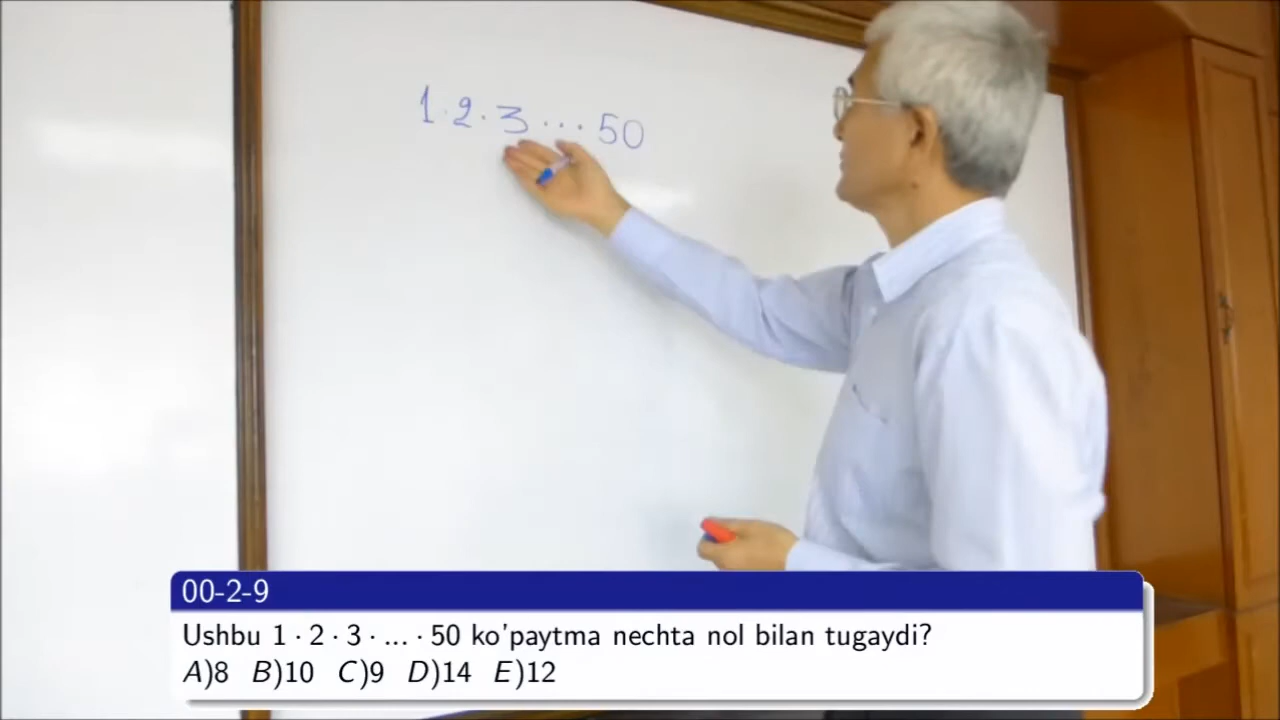 1·2·3···50
00-2-9
Ushbu 1 · 2 · 3 · ... · 50 ko'paytma nechta nol bilan tugaydi?
A)8 B)10 C)9 D)14 E)12